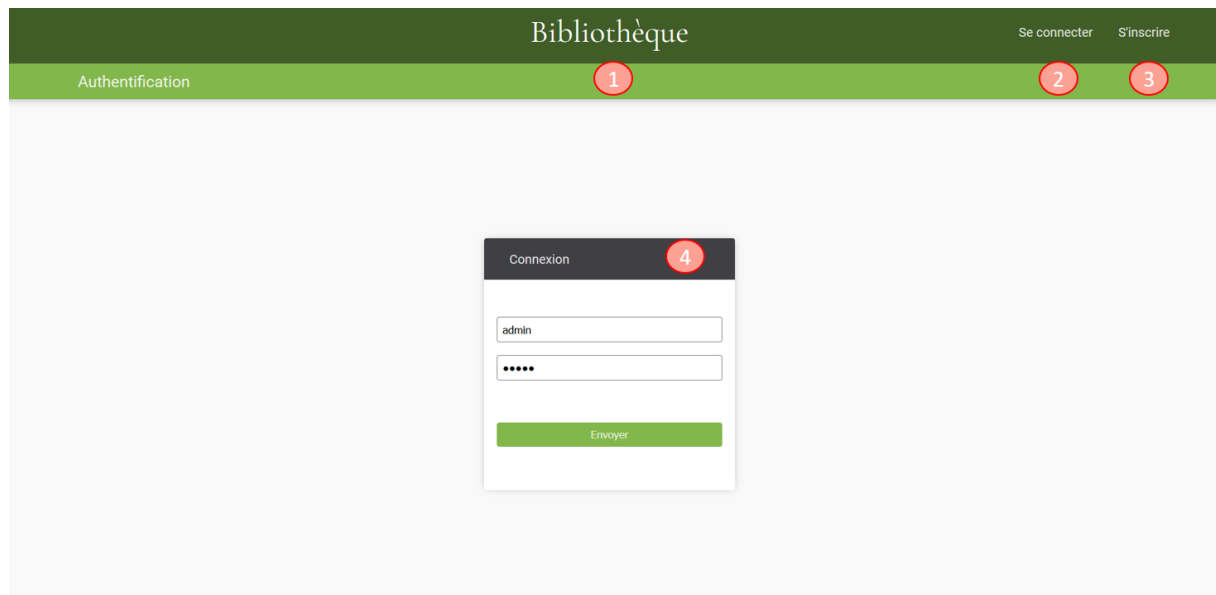 Bibliothèque
Se connecter
S'inscrire
Authentification
1
2
3
Connexion
4
admin
•••••
Envoyer